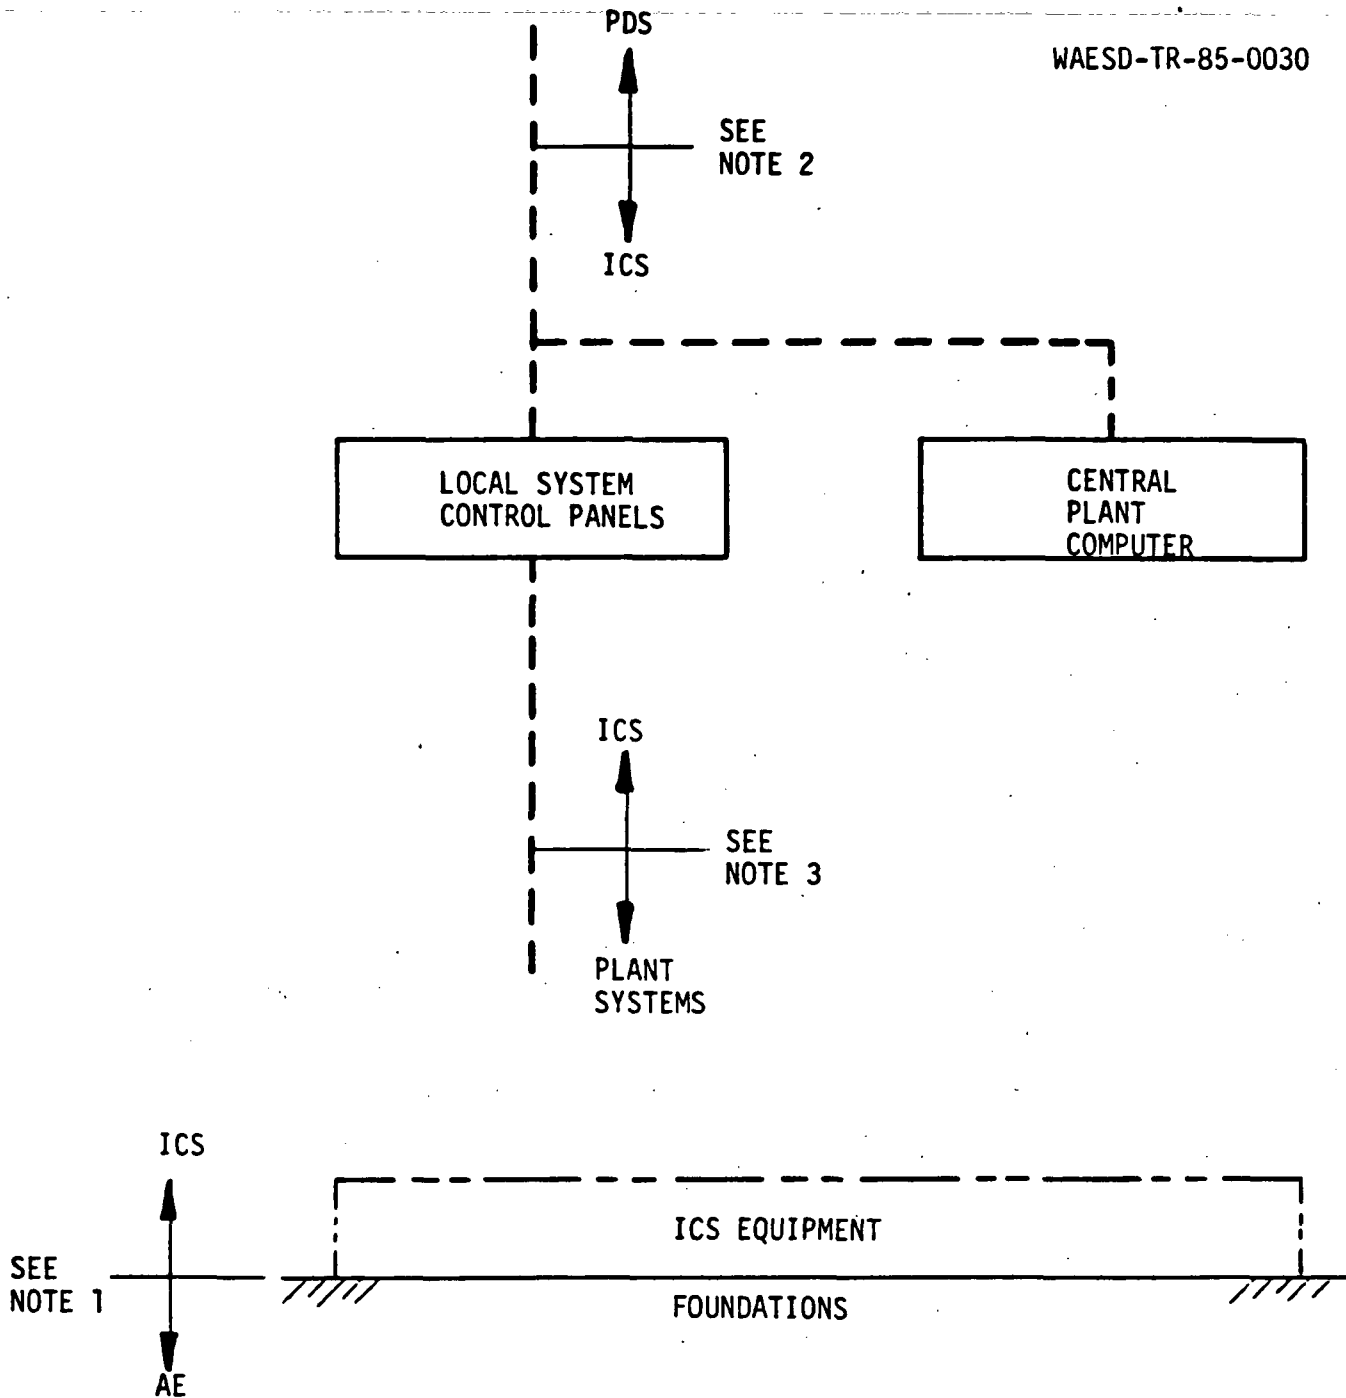 PDS
WAESD-TR-85-0030
SEE
NOTE 2
ICS
LOCAL SYSTEM
CONTROL PANELS
CENTRAL
PLANT
COMPUTER
ICS
SEE
NOTE 3
PLANT
SYSTEMS
ICS
ICS EQUIPMENT
SEE
NOTE 1
FOUNDATIONS
AE